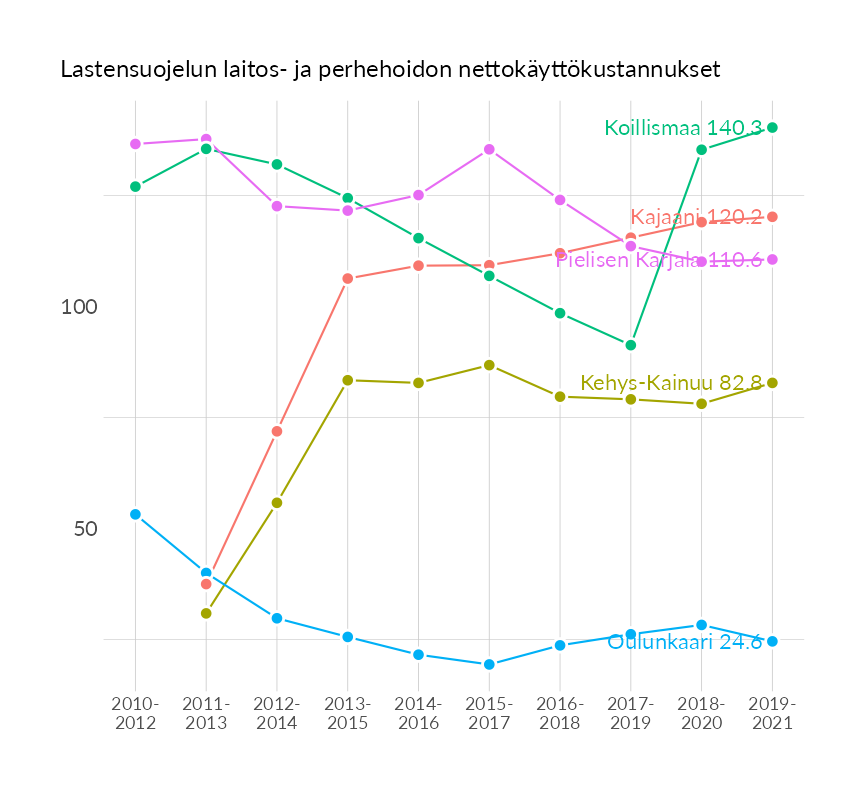 Lastensuojelun laitos- ja perhehoidon nettokäyttökustannukset
Koillismaa 140.3
Kajaani 120.2
Pielisen Karjala 110.6
100
Kehys-Kainuu 82.8
50
Oulunkaari 24.6
2010- 2011- 2012- 2013- 2014- 2015- 2016- 2017- 2018- 2019-
2012 2013 2014 2015 2016 2017 2018 2019 2020 2021